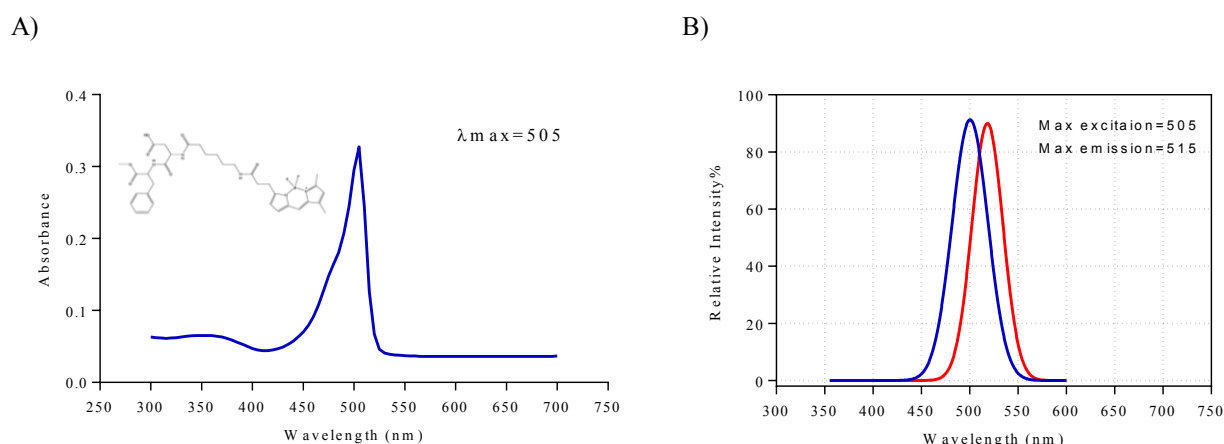 A)
B)
λmax=505
Absorbance
0.4
0.3
0.2
0.1
0.0
250 300 350 400 450 500 550 600 650 700 750
Wavelength (nm)
Max excitaion=505
Max emission=515
Relative Intensity%
100
80
60
40
20
0
300 350 400 450 500 550 600 650 700 750
Wavelength (nm)